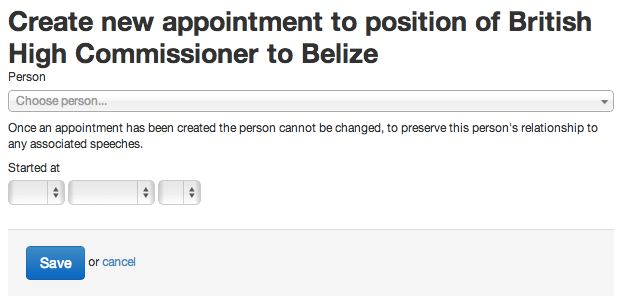 Create new appointment to position of British
High Commissioner to Belize
Person
Choose person...
Once an appointment has been created the person cannot be changed, to preserve this person's relationship to
any associated speeches.
Started at
Save or cancel